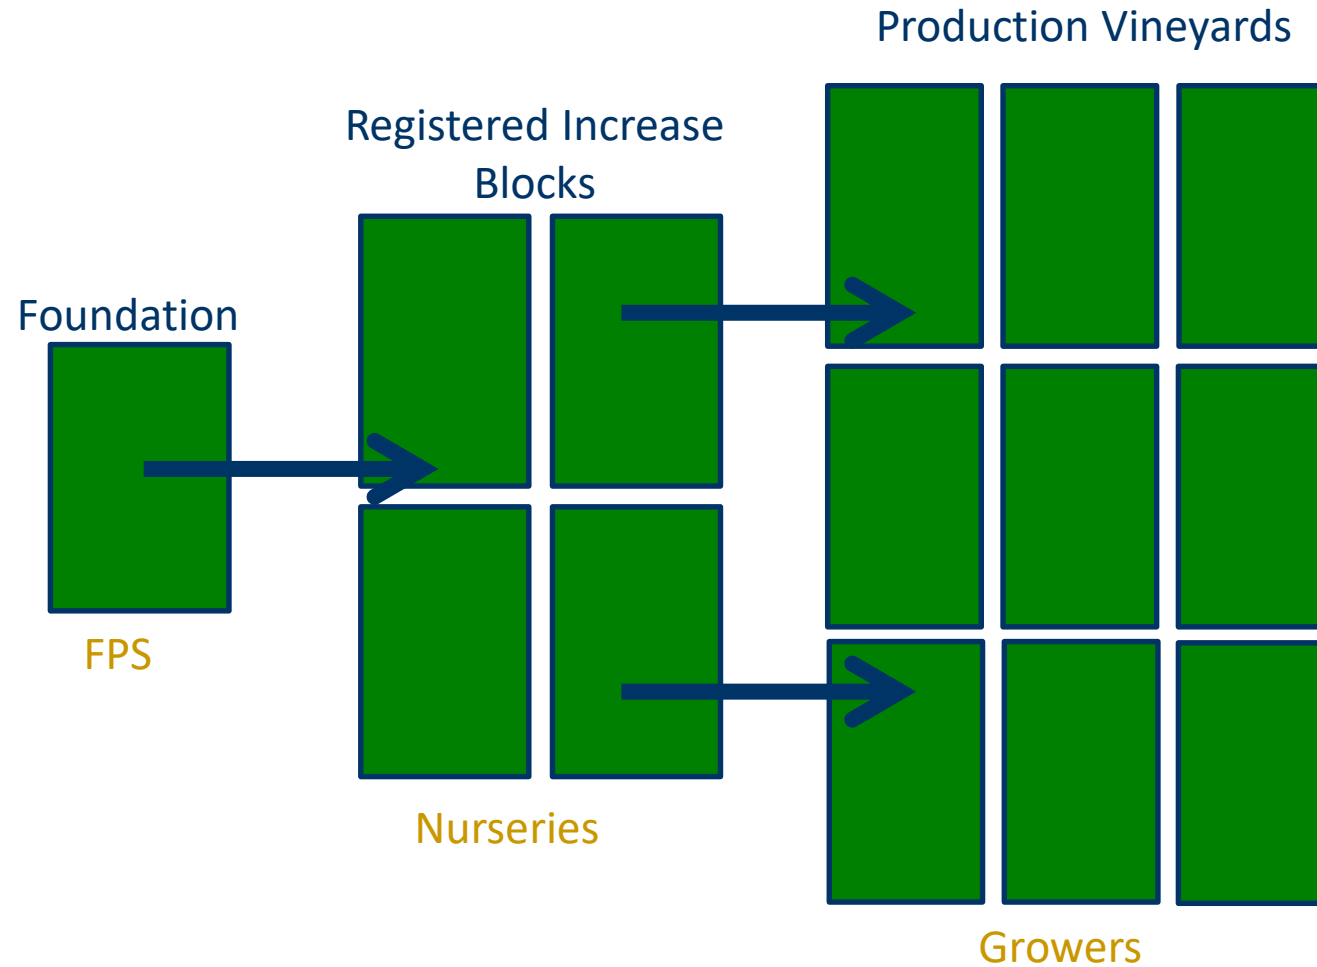 Production Vineyards
Registered Increase
Blocks
Foundation
FPS
Nurseries
Growers